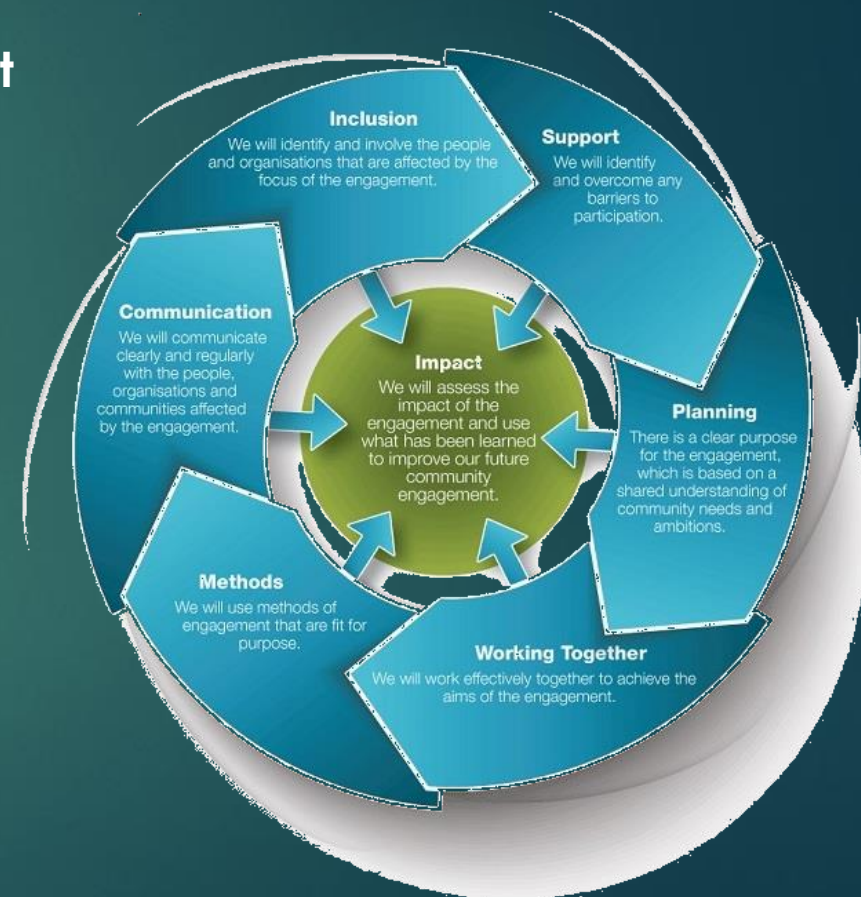 t
Inclusion
We will identify and involve the people
and organisations that are affected by the
focus of the engagement.
Support
We will identify
and overcome any
barriers to
participation.
Planning
There is a clear purpose
for the engagement,
which is based on a
shared understanding of
community needs and
ambitions.
Working Together
We will work effectively together to achieve the
aims of the engagement.
Methods
We will use methods of
engagement that are fit for
purpose.
Communication
We will communicate
clearly and regularly
with the people,
organisations and
communities affected
by the engagement.
Impact
We will assess the
impact of the
engagement and use
what has been learned
to improve our future
community
engagement.